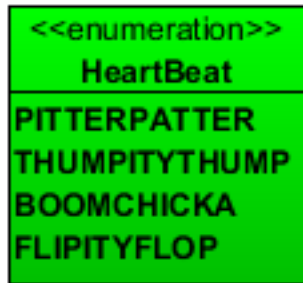 <<enumeration>>
HeartBeat
PITTERPATTER
THUMPITYTHUMP
BOOMCHICKA
FLIPITYFLOP